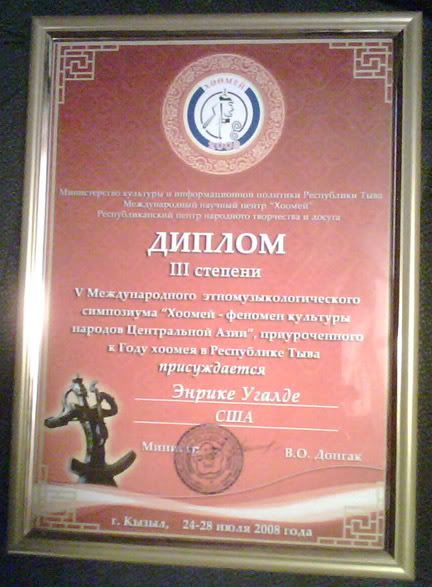 ХӨӨМЕЙ
Министерство культуры и информационной политики Республики Тыва
Международный научный центр "Хоомей"
Республиканский центр народного творчества и досуга
ДИПЛОМ
III степени
V Международного этномузыкологического
симпозиума "Хоомей - феномен культуры
народов Центральной Азии", приуроченного
к Году хоомея в Республике Тыва
присуждается
Энрике Угалде
США
Министр В.О. Донгак
г. Кызыл, 24-28 июля 2008 года